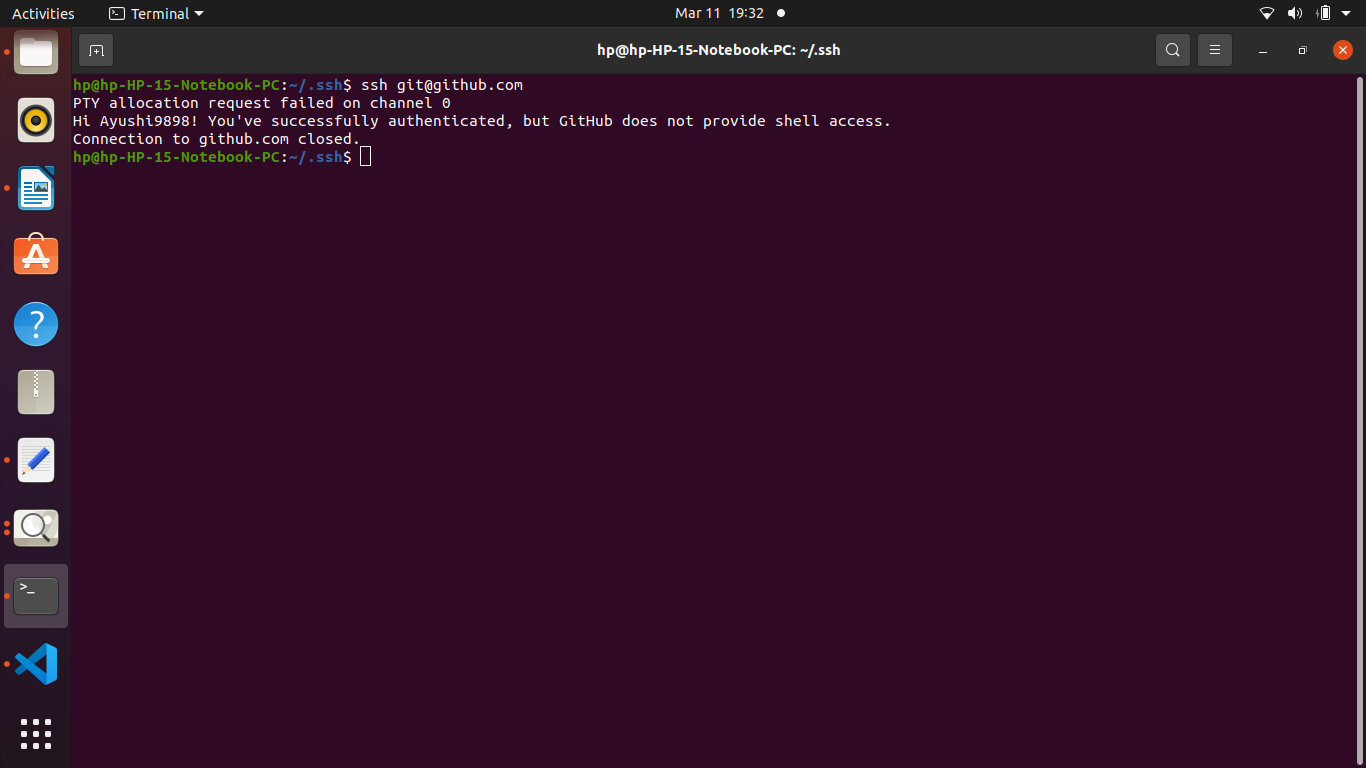 Activities Terminal Mar 11 19:32
hp@hp-HP-15-Notebook-PC: ~/.ssh
hp@hp-HP-15-Notebook-PC:~/.ssh$ ssh git@github.com
PTY allocation request failed on channel 0
Hi Ayushi9898! You've successfully authenticated, but GitHub does not provide shell access.
Connection to github.com closed.
hp@hp-HP-15-Notebook-PC:~/.ssh$